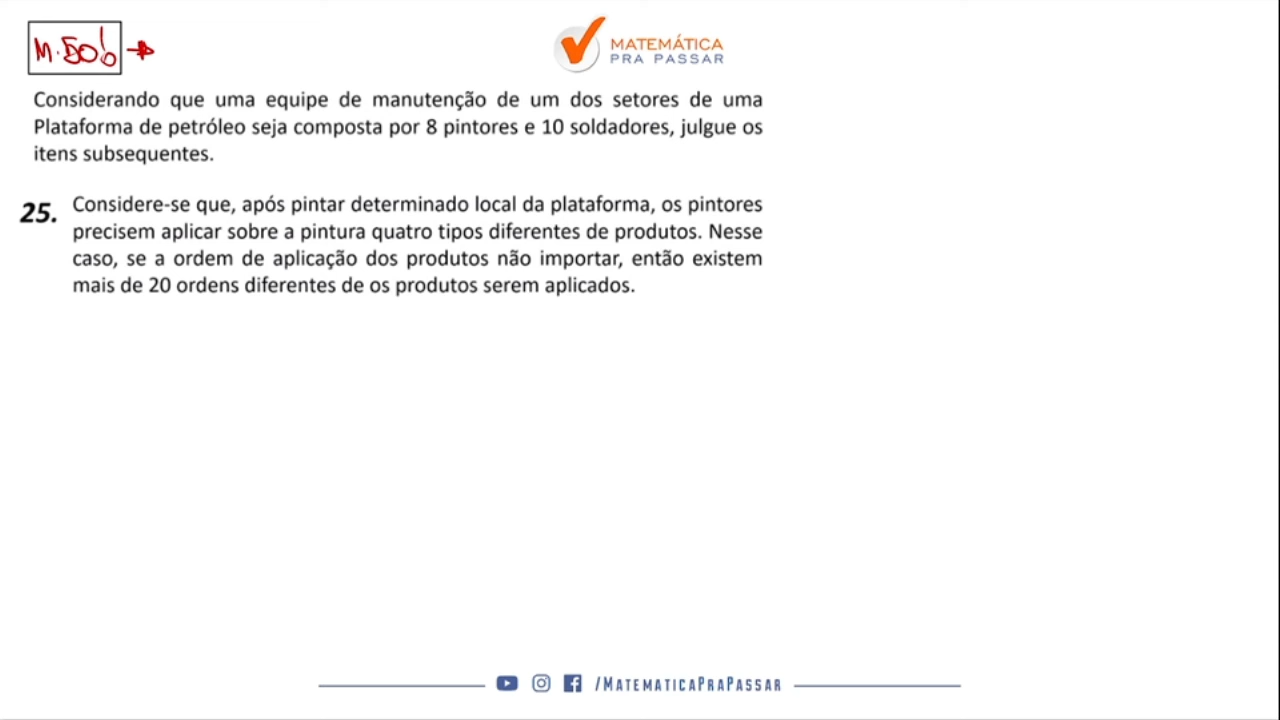 M.50%
MATEMÁTICA
PRA PASSAR
Considerando que uma equipe de manutenção de um dos setores de uma
Plataforma de petróleo seja composta por 8 pintores e 10 soldadores, julgue os
itens subsequentes.
25. Considere-se que, após pintar determinado local da plataforma, os pintores
precisem aplicar sobre a pintura quatro tipos diferentes de produtos. Nesse
caso, se a ordem de aplicação dos produtos não importar, então existem
mais de 20 ordens diferentes de os produtos serem aplicados.
/MATEMATICAPRAPASSAR